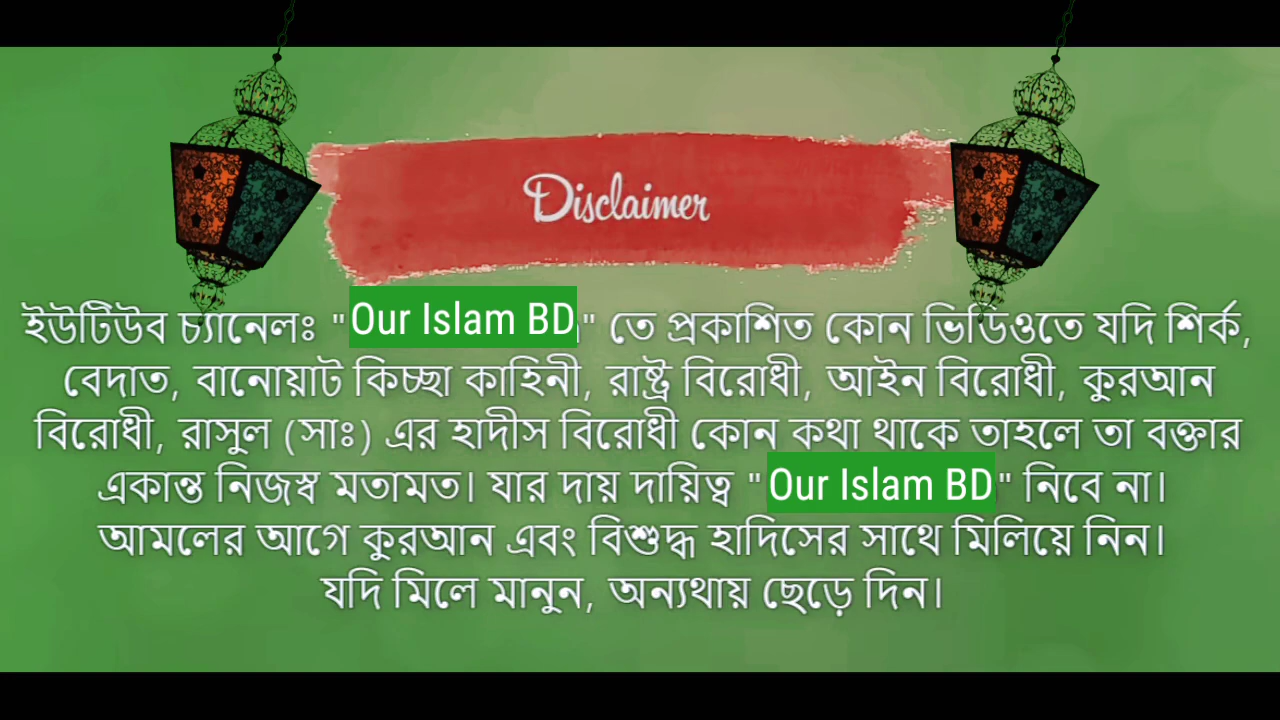 Disclaimer
ইউটিউব চ্যানেলঃ "Our Islam BD" তে প্রকাশিত কোন ভিডিওতে যদি শির্ক,
বেদাত, বানোয়াট কিচ্ছা কাহিনী, রাষ্ট্র বিরোধী, আইন বিরোধী, কুরআন
বিরোধী, রাসুল (সাঃ) এর হাদীস বিরোধী কোন কথা থাকে তাহলে তা বক্তার
একান্ত নিজস্ব মতামত। যার দায় দায়িত্ব "Our Islam BD" নিবে না।
আমলের আগে কুরআন এবং বিশুদ্ধ হাদিসের সাথে মিলিয়ে নিন।
যদি মিলে মানুন, অন্যথায় ছেড়ে দিন।